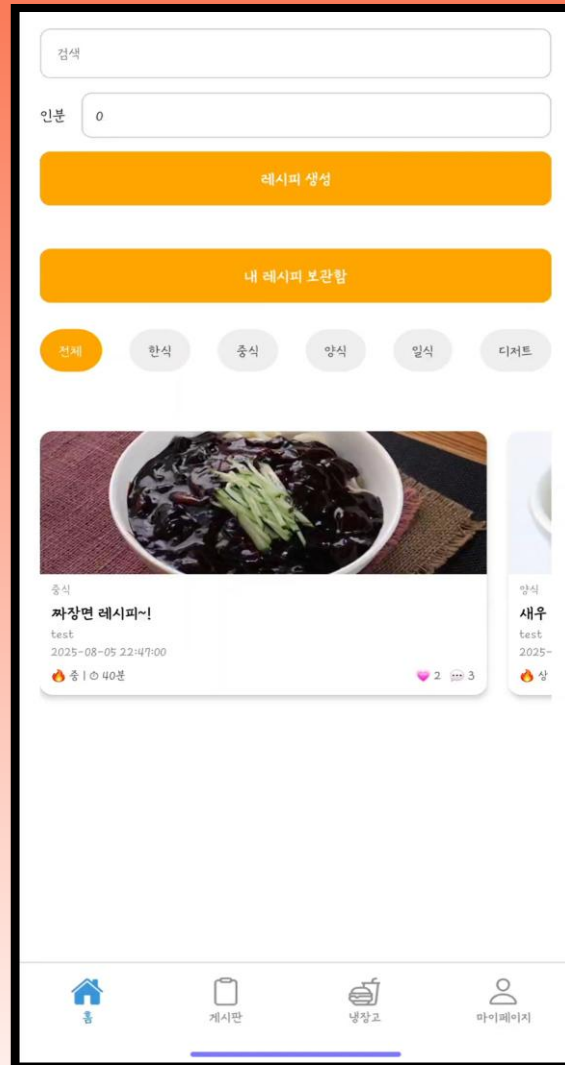 검색
인분 0
레시피 생성
내 레시피 보관함
전체 한식 중식 양식 일식 디저트
중식
짜장면 레시피~!
test
2025-08-05 22:47:00
중 | 40분 2 3
양식
새우
test
2025-
상
홈 게시판 냉장고 마이페이지